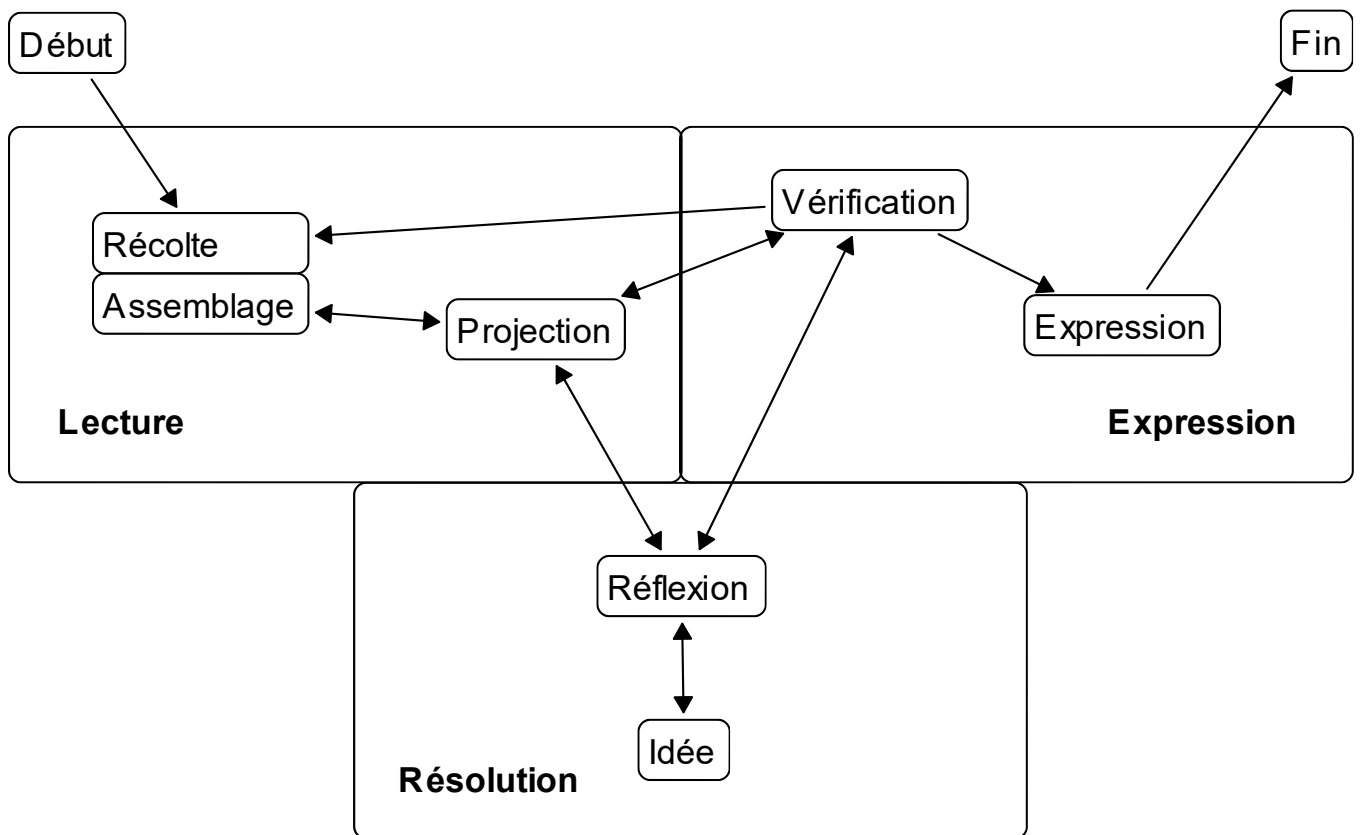 Début
Fin
Vérification
Récolte
Assemblage
Projection
Expression
Lecture
Expression
Réflexion
Idée
Résolution